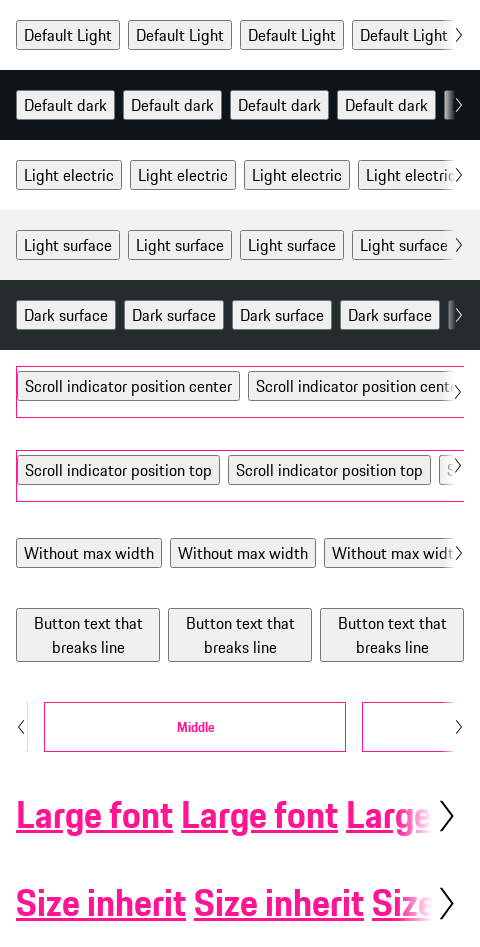 Default Light Default Light Default Light Default Light
Default dark Default dark Default dark Default dark
Light electric Light electric Light electric Light electric
Light surface Light surface Light surface Light surface
Dark surface Dark surface Dark surface Dark surface
Scroll indicator position center Scroll indicator position cente
Scroll indicator position top Scroll indicator position top S
Without max width Without max width Without max widt
Button text that Button text that Button text that
breaks line breaks line breaks line
Middle
Large font Large font Large
Size inherit Size inherit Size